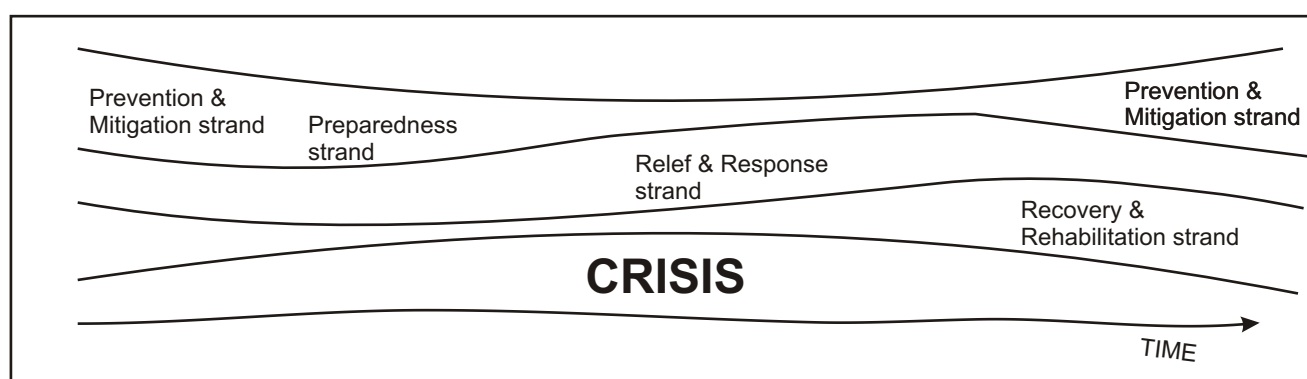 Prevention &
Mitigation strand
Preparedness
strand
Relef & Response
strand
Prevention &
Mitigation strand
Recovery &
Rehabilitation strand
CRISIS
TIME